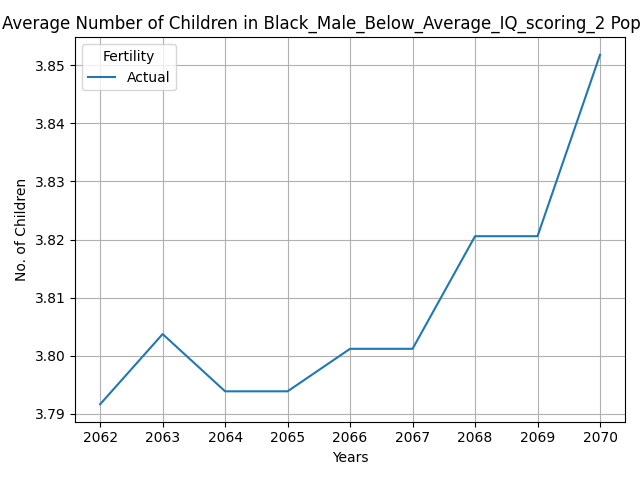 Average Number of Children in Black_Male_Below_Average_IQ_scoring_2 Pop
Fertility
Actual
3.85
3.84
3.83
3.82
3.81
3.80
3.79
No. of Children
2062 2063 2064 2065 2066 2067 2068 2069 2070
Years